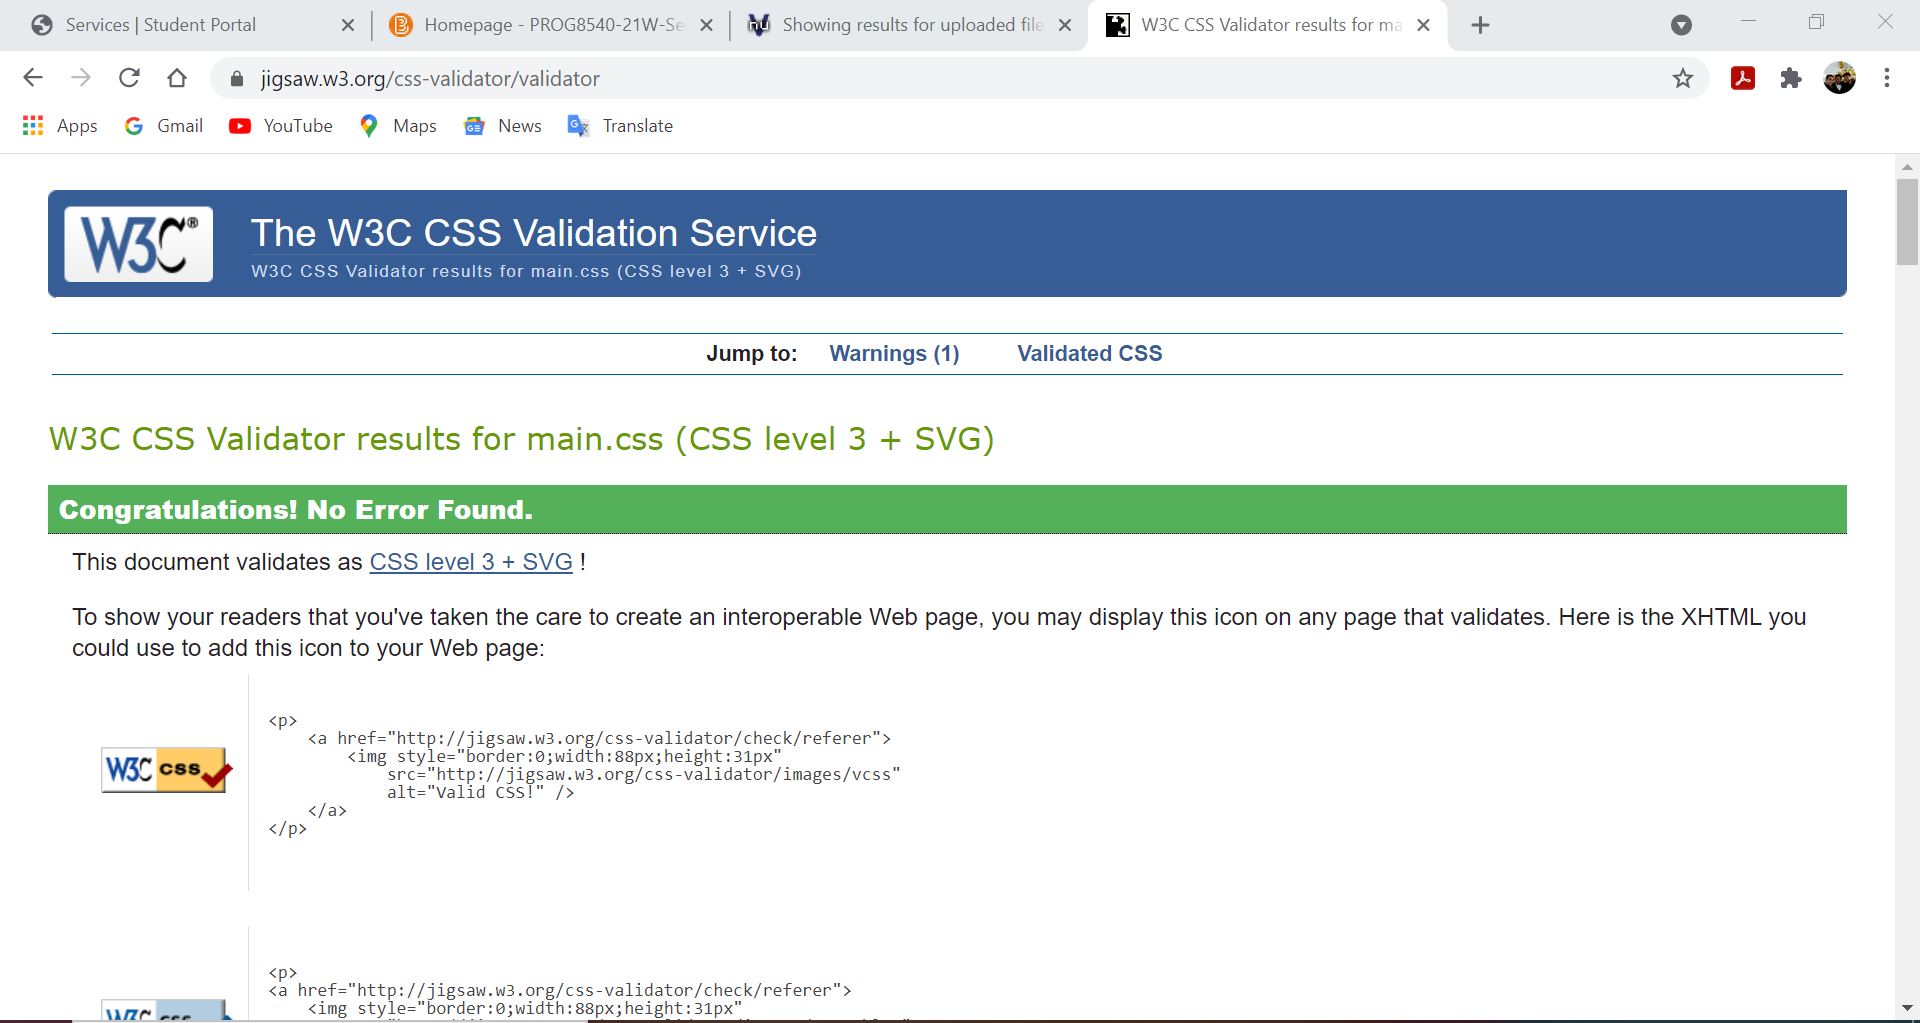 Services | Student Portal
Homepage - PROG8540-21W-Se
Showing results for uploaded file
W3C CSS Validator results for ma
jigsaw.w3.org/css-validator/validator
Apps
Gmail
YouTube
Maps
News
Translate
W3C®
The W3C CSS Validation Service
W3C CSS Validator results for main.css (CSS level 3 + SVG)
Jump to: Warnings (1) Validated CSS
W3C CSS Validator results for main.css (CSS level 3 + SVG)
Congratulations! No Error Found.
This document validates as CSS level 3 + SVG !
To show your readers that you've taken the care to create an interoperable Web page, you may display this icon on any page that validates. Here is the XHTML you
could use to add this icon to your Web page:
W3C css
<p>
<a href="http://jigsaw.w3.org/css-validator/check/referer">
<img style="border:0;width:88px;height:31px"
src="http://jigsaw.w3.org/css-validator/images/vcss"
alt="Valid CSS!" />
</a>
</p>
W3C css
<p>
<a href="http://jigsaw.w3.org/css-validator/check/referer">
<img style="border:0;width:88px;height:31px"